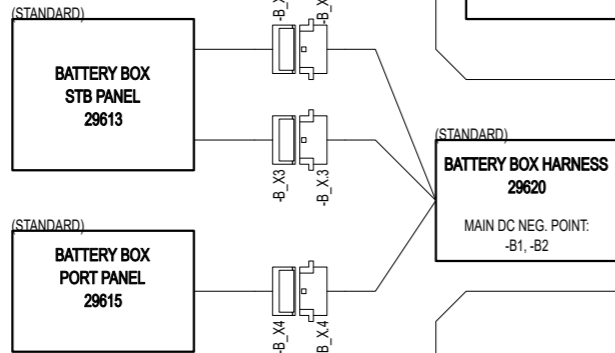 (STANDARD)
BATTERY BOX
STB PANEL
29613
-B_X3
-B_X.3
(STANDARD)
BATTERY BOX HARNESS
29620
MAIN DC NEG. POINT:
-B1, -B2
(STANDARD)
BATTERY BOX
PORT PANEL
29615
-B_X4
B_X.4